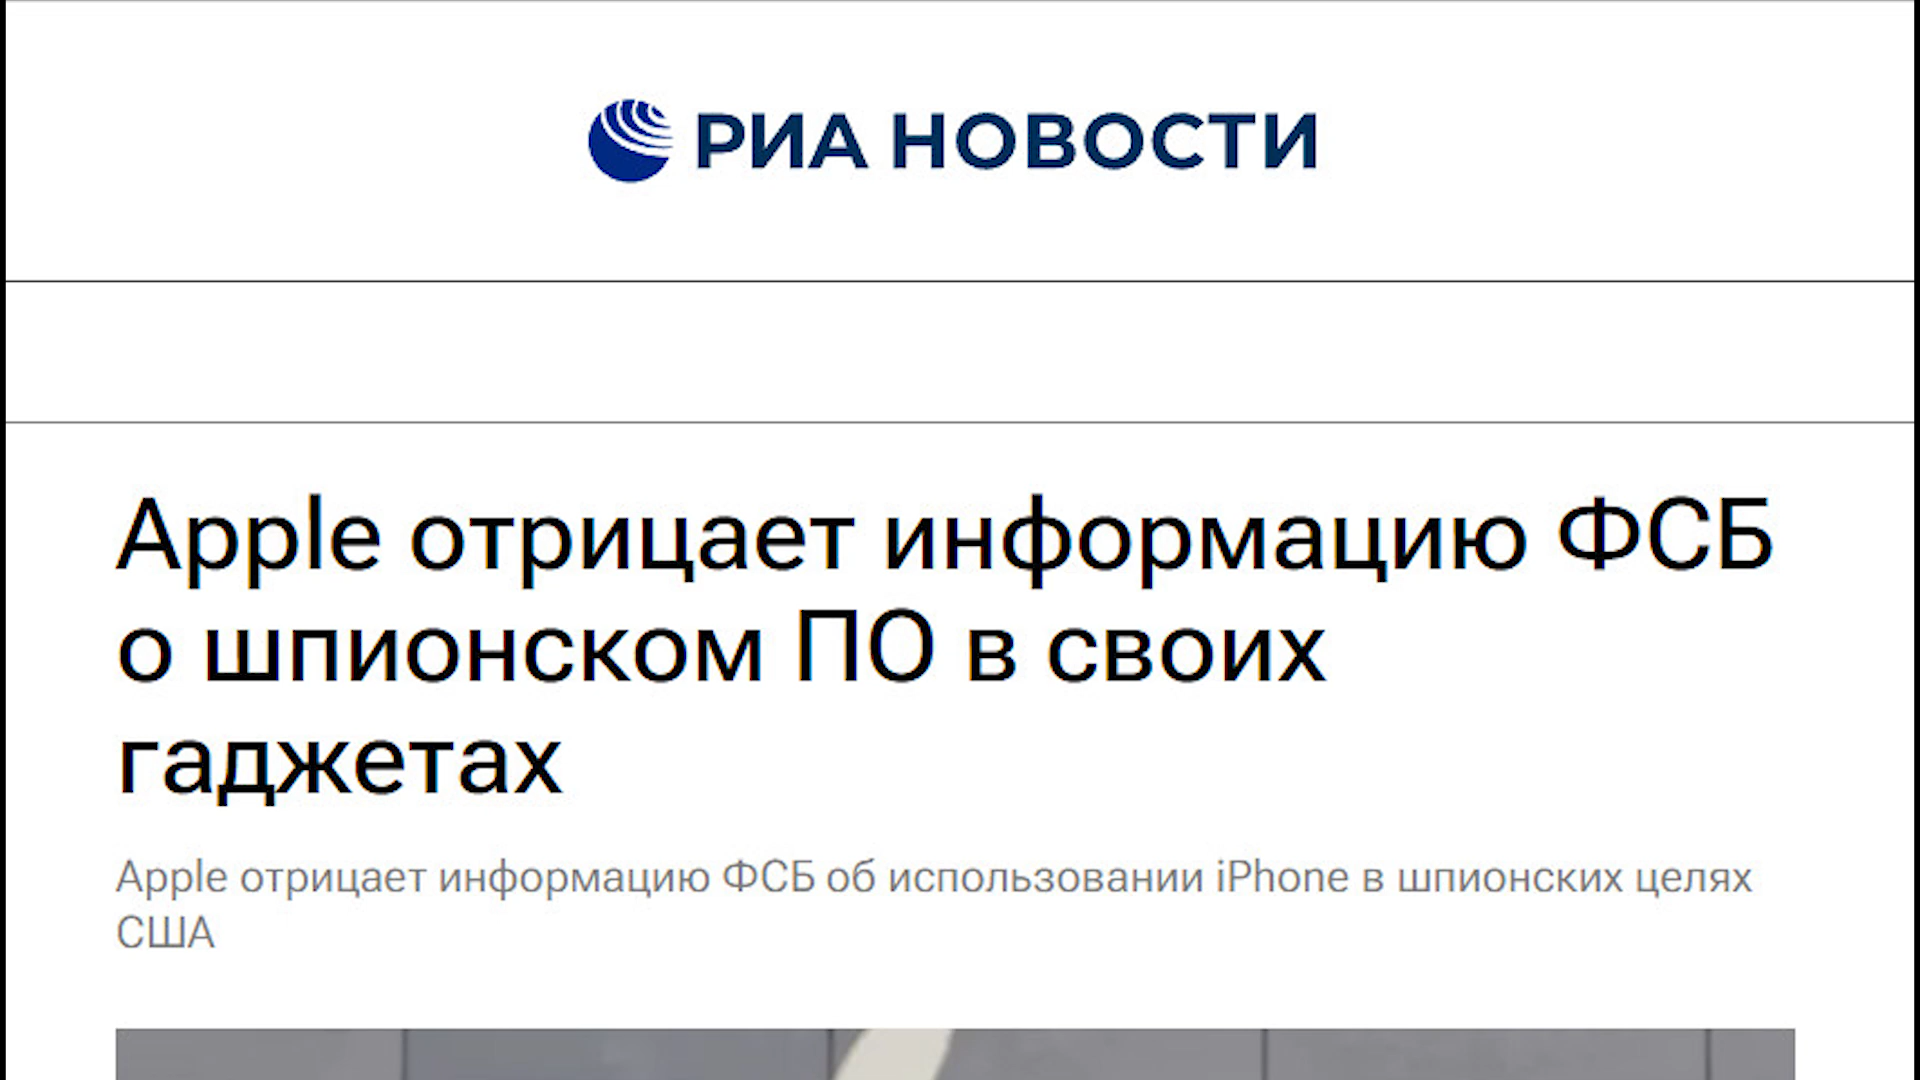 РИА НОВОСТИ
Apple отрицает информацию ФСБ
о шпионском ПО в своих
гаджетах
Apple отрицает информацию ФСБ об использовании iPhone в шпионских целях
США